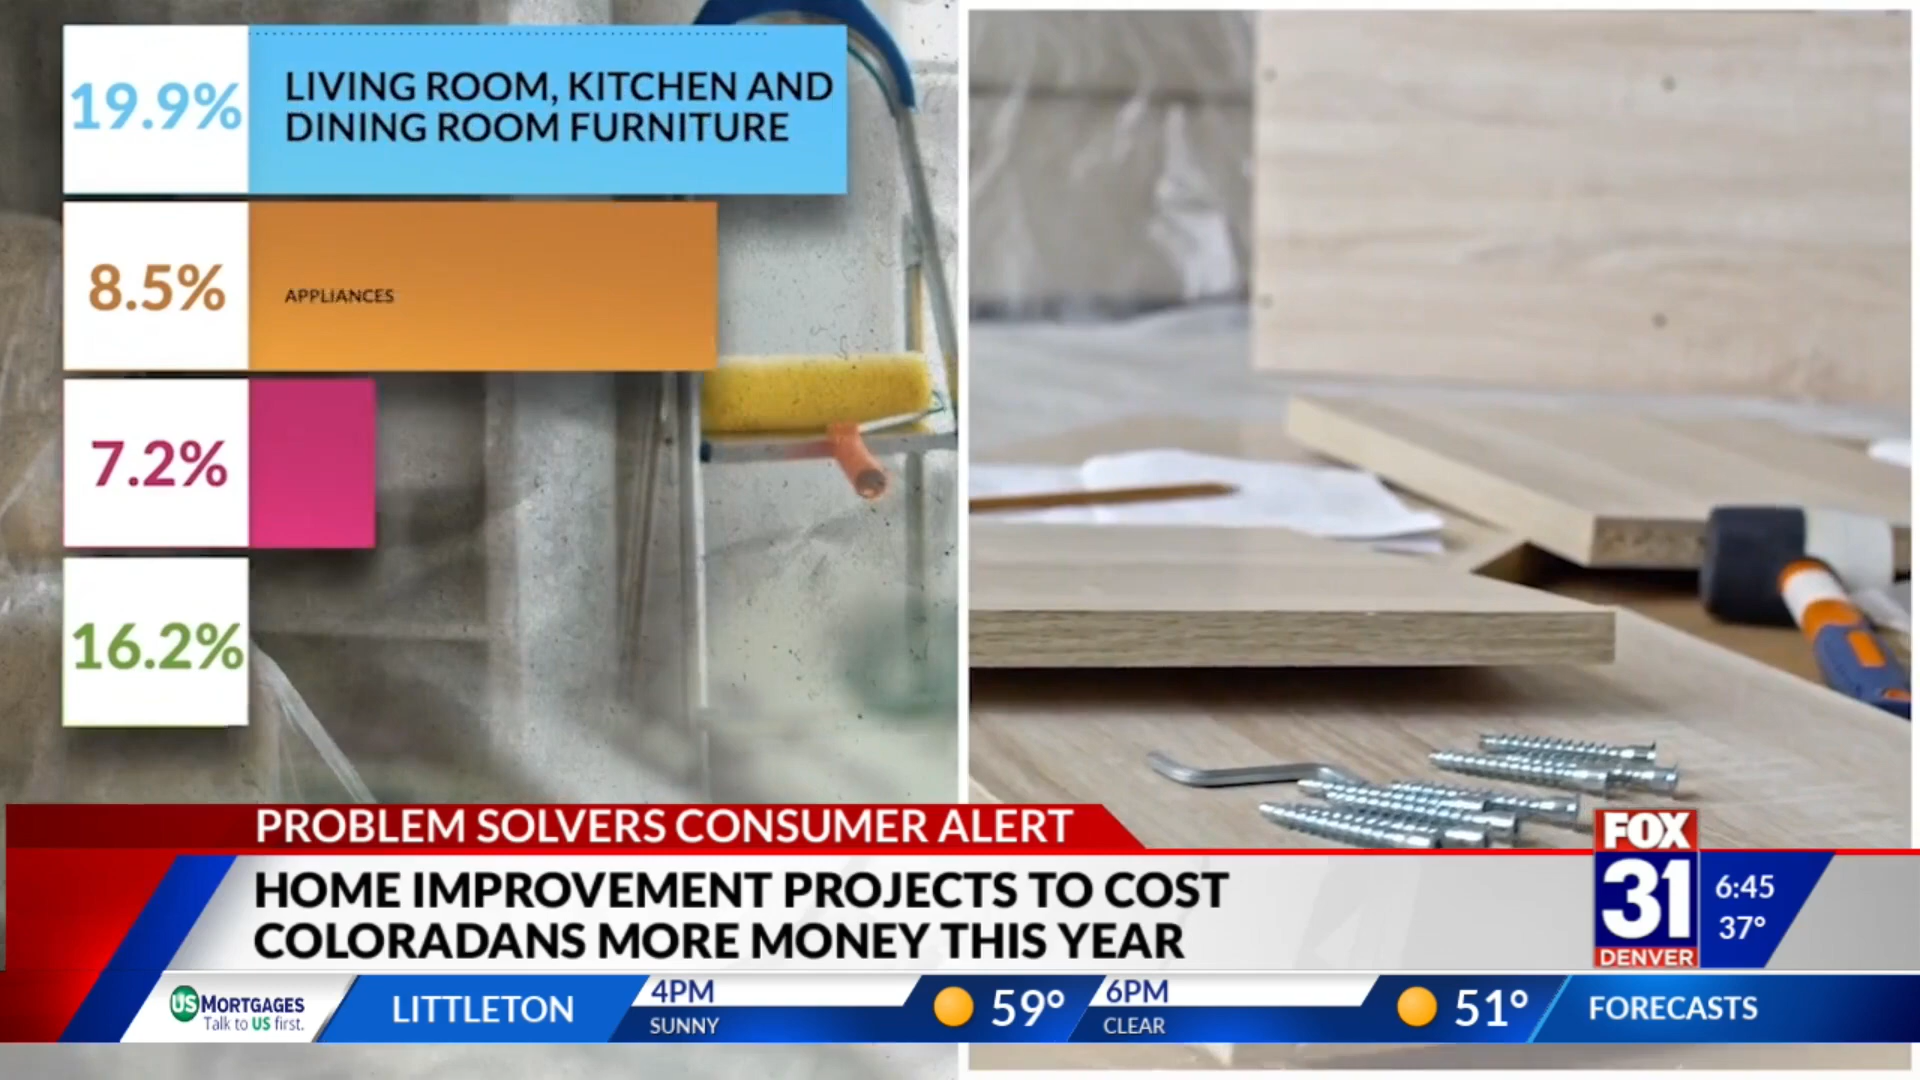 19.9%
LIVING ROOM, KITCHEN AND
DINING ROOM FURNITURE
8.5%
APPLIANCES
7.2%
16.2%
PROBLEM SOLVERS CONSUMER ALERT
HOME IMPROVEMENT PROJECTS TO COST
COLORADANS MORE MONEY THIS YEAR
FOX
31
DENVER
6:45
37°
US MORTGAGES
Talk to US first.
LITTLETON
4PM
SUNNY
59°
6PM
CLEAR
51°
FORECASTS